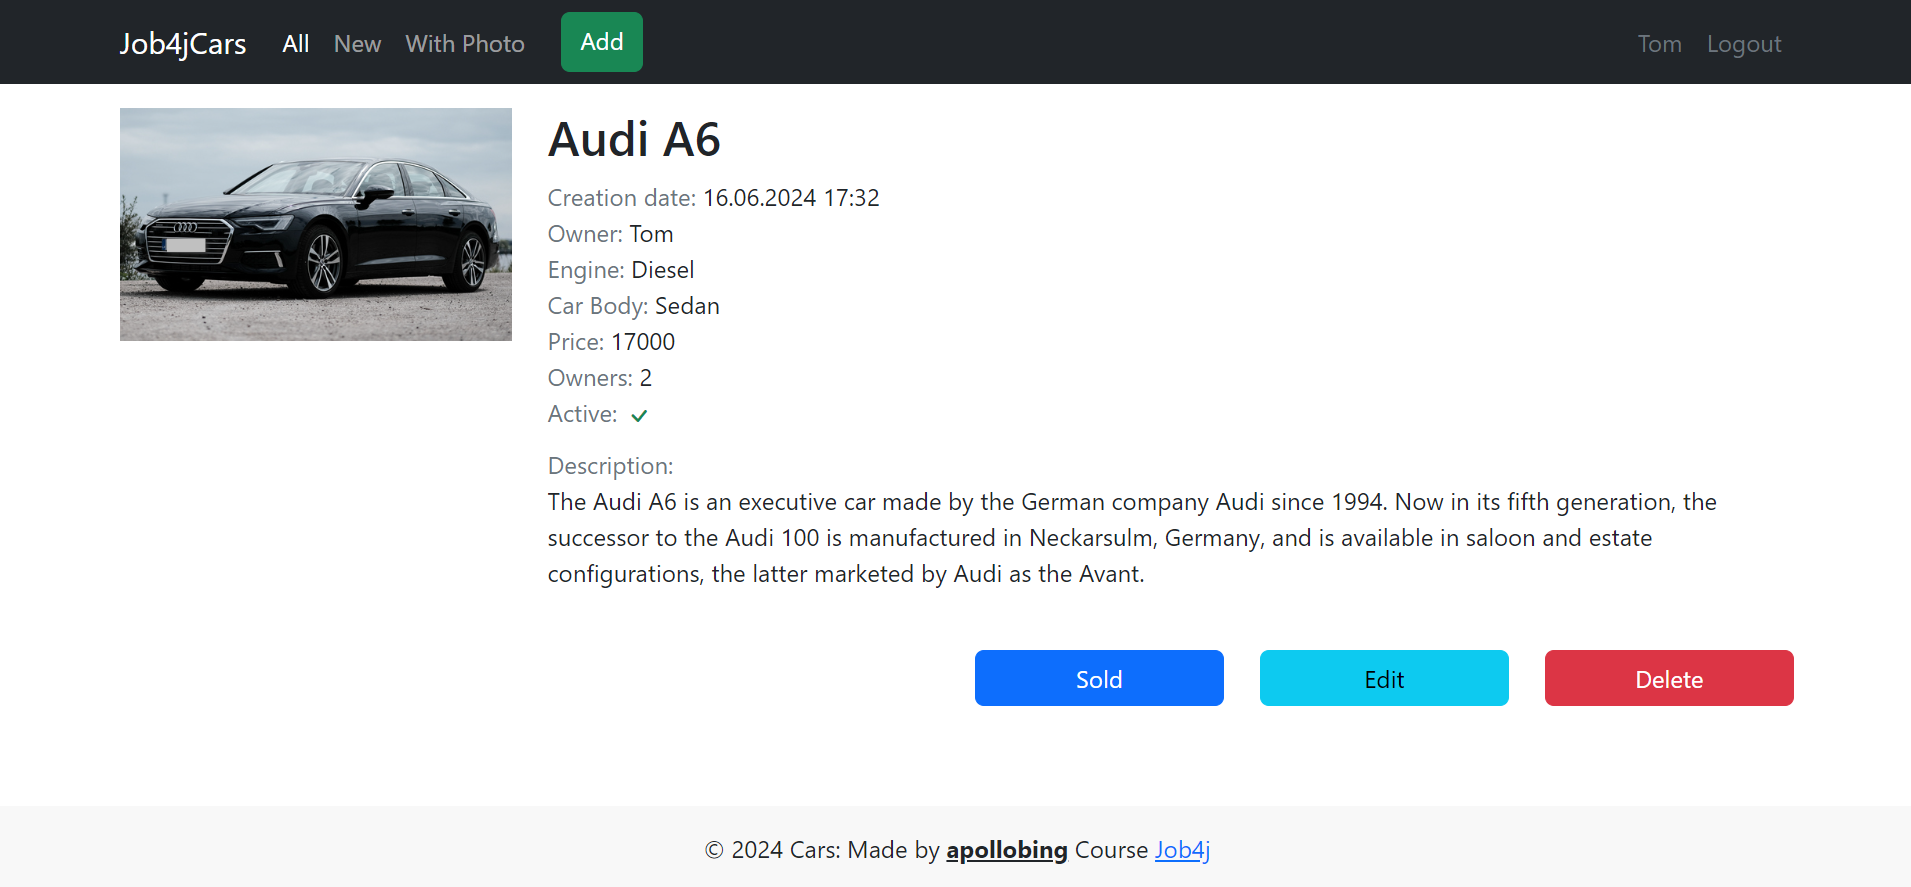 Job4jCars All New With Photo Add Tom Logout
Audi A6
Creation date: 16.06.2024 17:32
Owner: Tom
Engine: Diesel
Car Body: Sedan
Price: 17000
Owners: 2
Active:
Description:
The Audi A6 is an executive car made by the German company Audi since 1994. Now in its fifth generation, the
successor to the Audi 100 is manufactured in Neckarsulm, Germany, and is available in saloon and estate
configurations, the latter marketed by Audi as the Avant.
Sold Edit Delete
© 2024 Cars: Made by apollobing Course Job4j